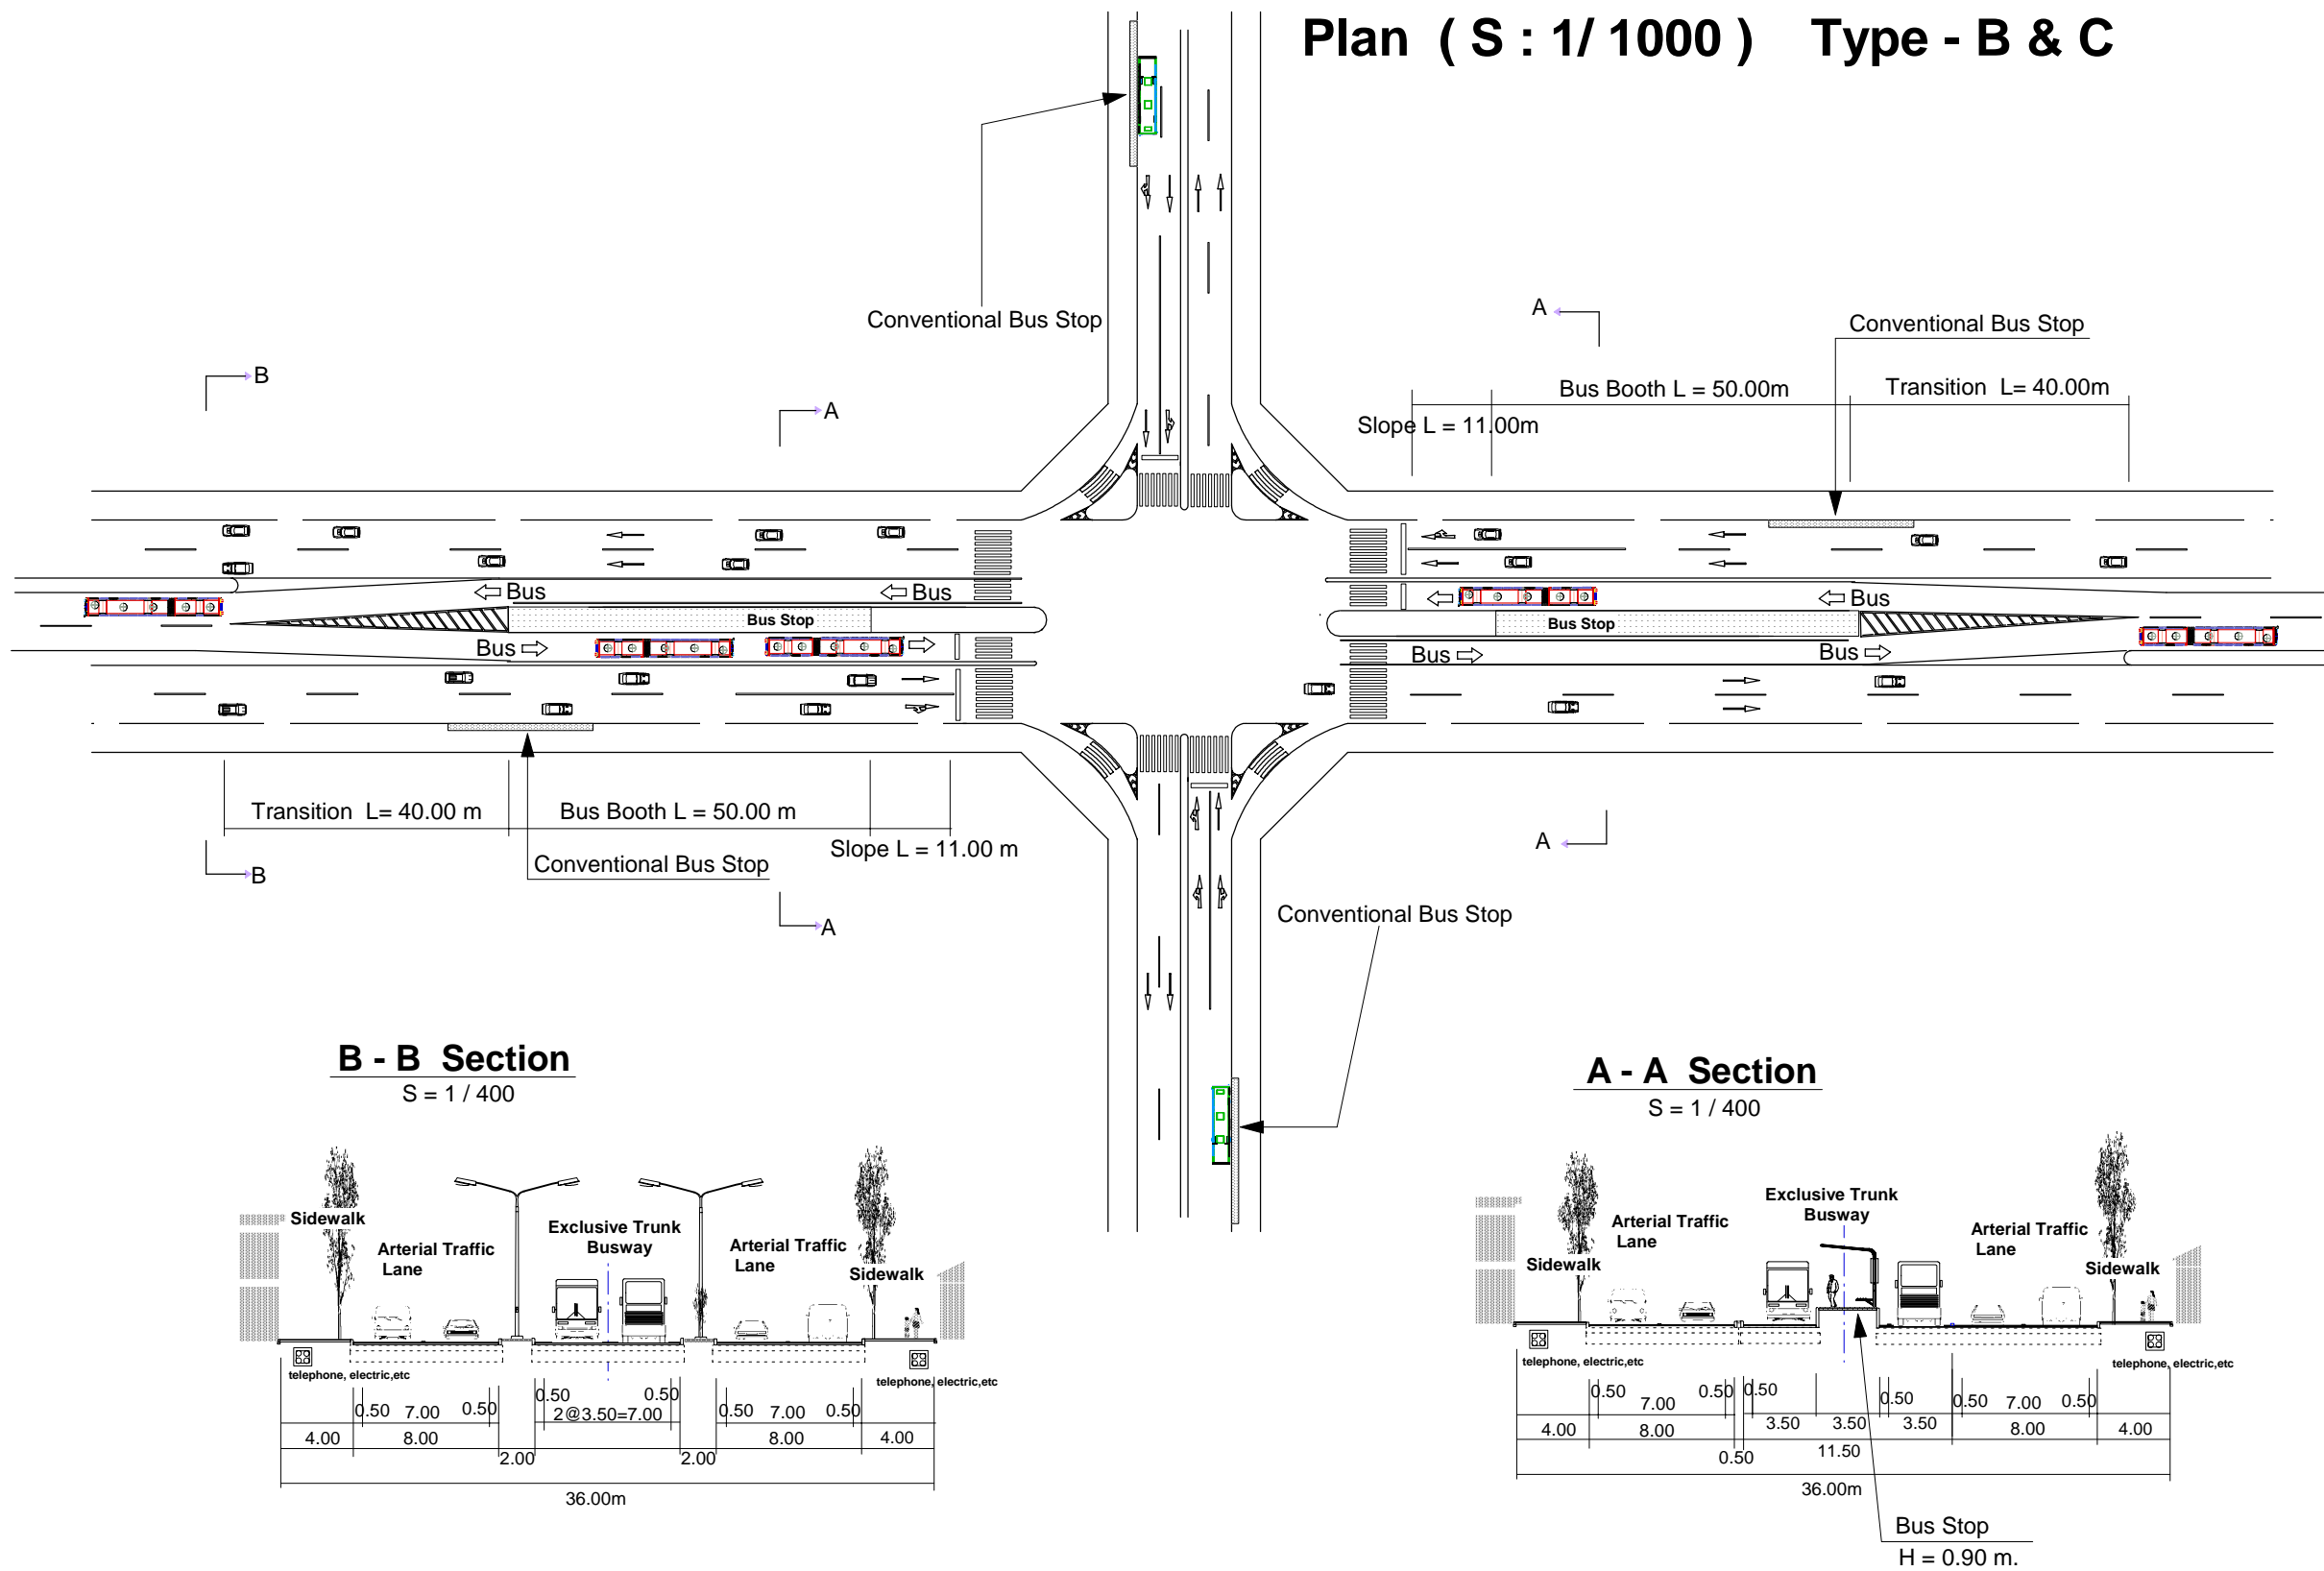 Plan ( S : 1/ 1000 ) Type - B & C
Conventional Bus Stop
A
Conventional Bus Stop
B
A
Bus Booth L = 50.00m
Transition L= 40.00m
Slope L = 11.00m
Bus
Bus
Bus
Bus Stop
Bus Stop
Bus
Bus
Bus
Transition L= 40.00 m
Bus Booth L = 50.00 m
Slope L = 11.00 m
A
Conventional Bus Stop
B
A
Conventional Bus Stop
B - B Section
S = 1 / 400
Sidewalk
Exclusive Trunk
Busway
Arterial Traffic
Lane
Arterial Traffic
Lane
Sidewalk
telephone, electric,etc
telephone, electric,etc
0.50 7.00 0.50
0.50 0.50
2@3.50=7.00
0.50 7.00 0.50
4.00 8.00 8.00 4.00
2.00 2.00
36.00m
A - A Section
S = 1 / 400
Exclusive Trunk
Busway
Arterial Traffic
Lane
Arterial Traffic
Lane
Sidewalk
Sidewalk
telephone, electric,etc
telephone, electric,etc
0.50 7.00 0.50 0.50
0.50 0.50 7.00 0.50
4.00 8.00 3.50 3.50 3.50 8.00 4.00
0.50 11.50
36.00m
Bus Stop
H = 0.90 m.